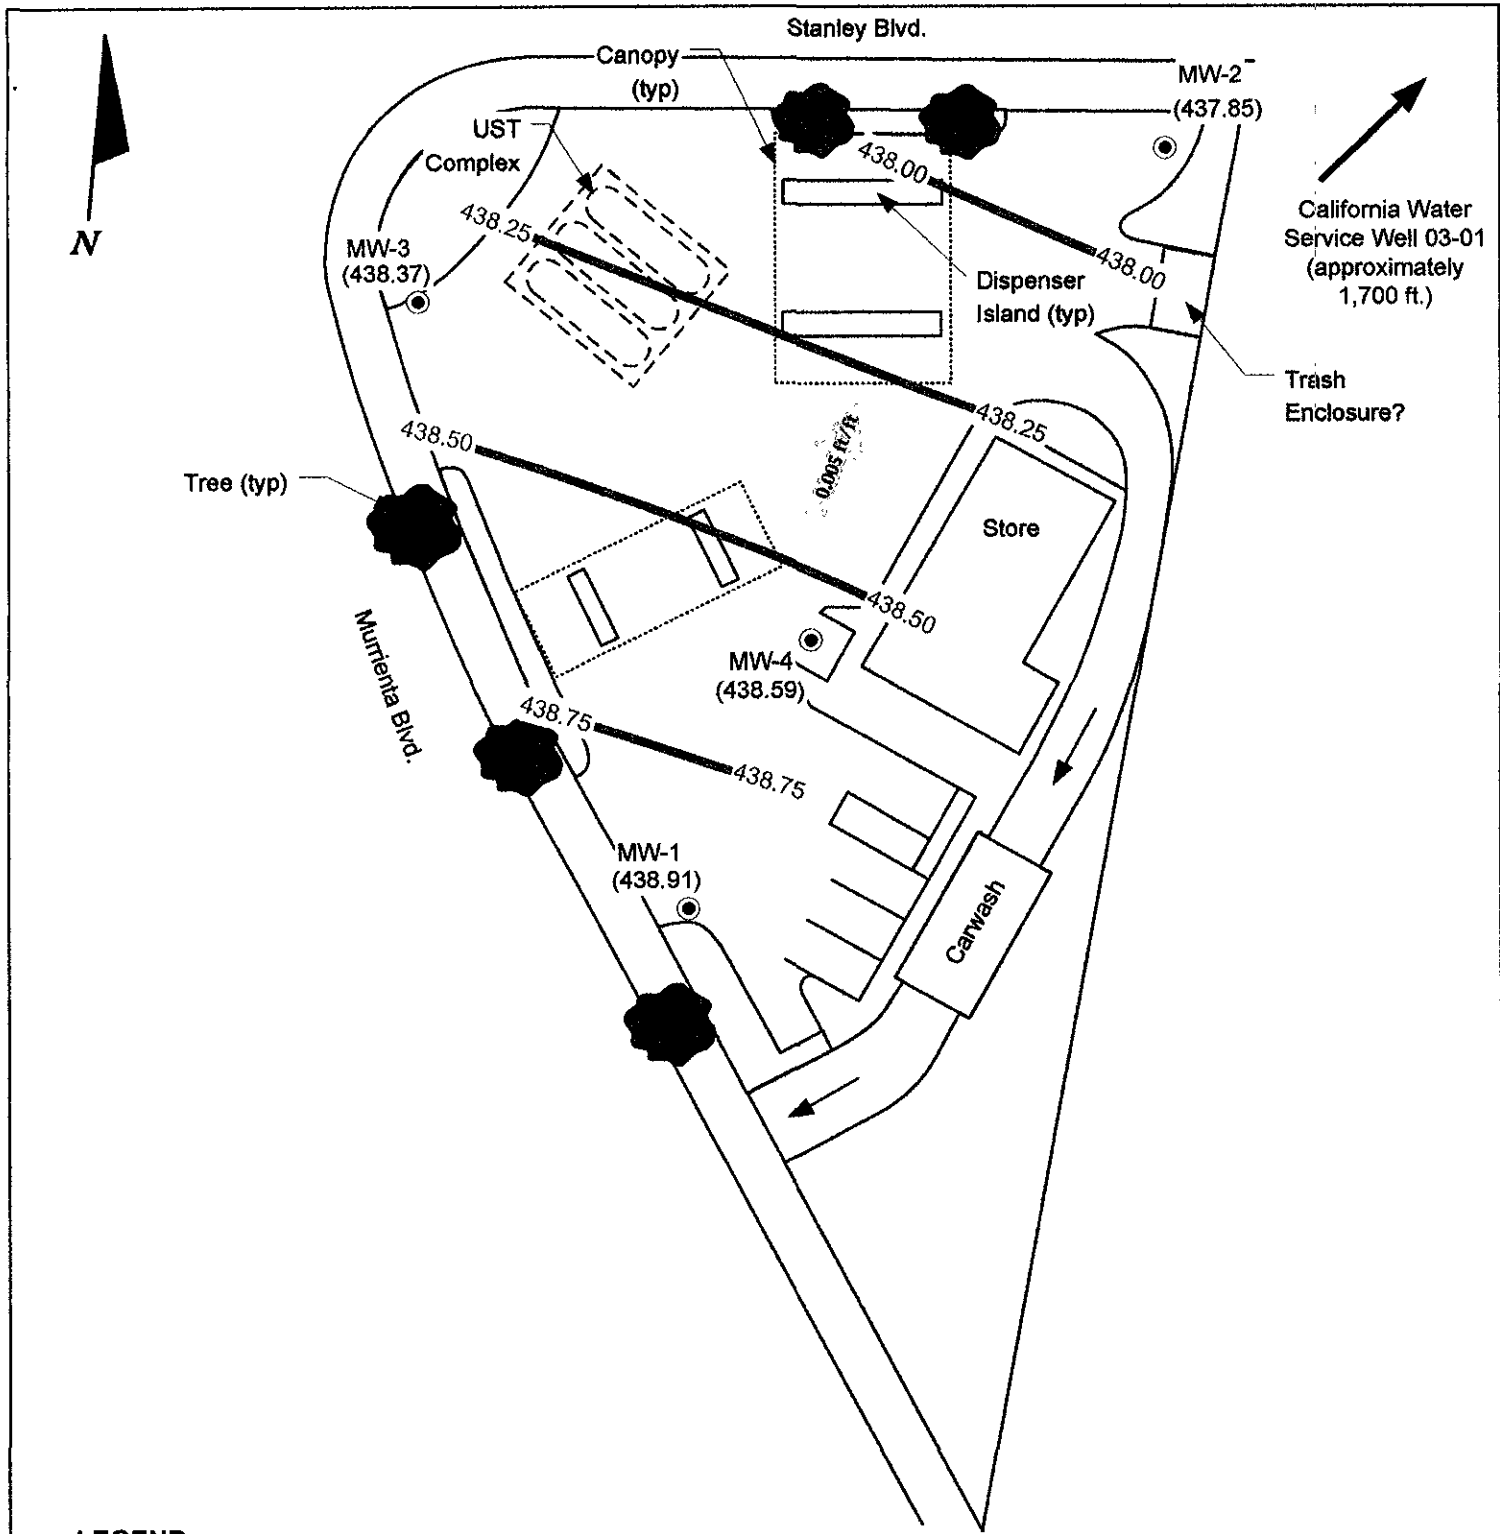 Stanley Blvd.
Canopy
(typ)
MW-2
(437.85)
UST
Complex
438.00
438.25
438.00
N
MW-3
(438.37)
California Water
Service Well 03-01
(approximately
1,700 ft.)
Dispenser
Island (typ)
Trash
Enclosure?
438.25
438.50
0.005 ft/ft
Tree (typ)
Store
438.50
Murrienta Blvd.
MW-4
(438.59)
438.75
438.75
MW-1
(438.91)
Carwash